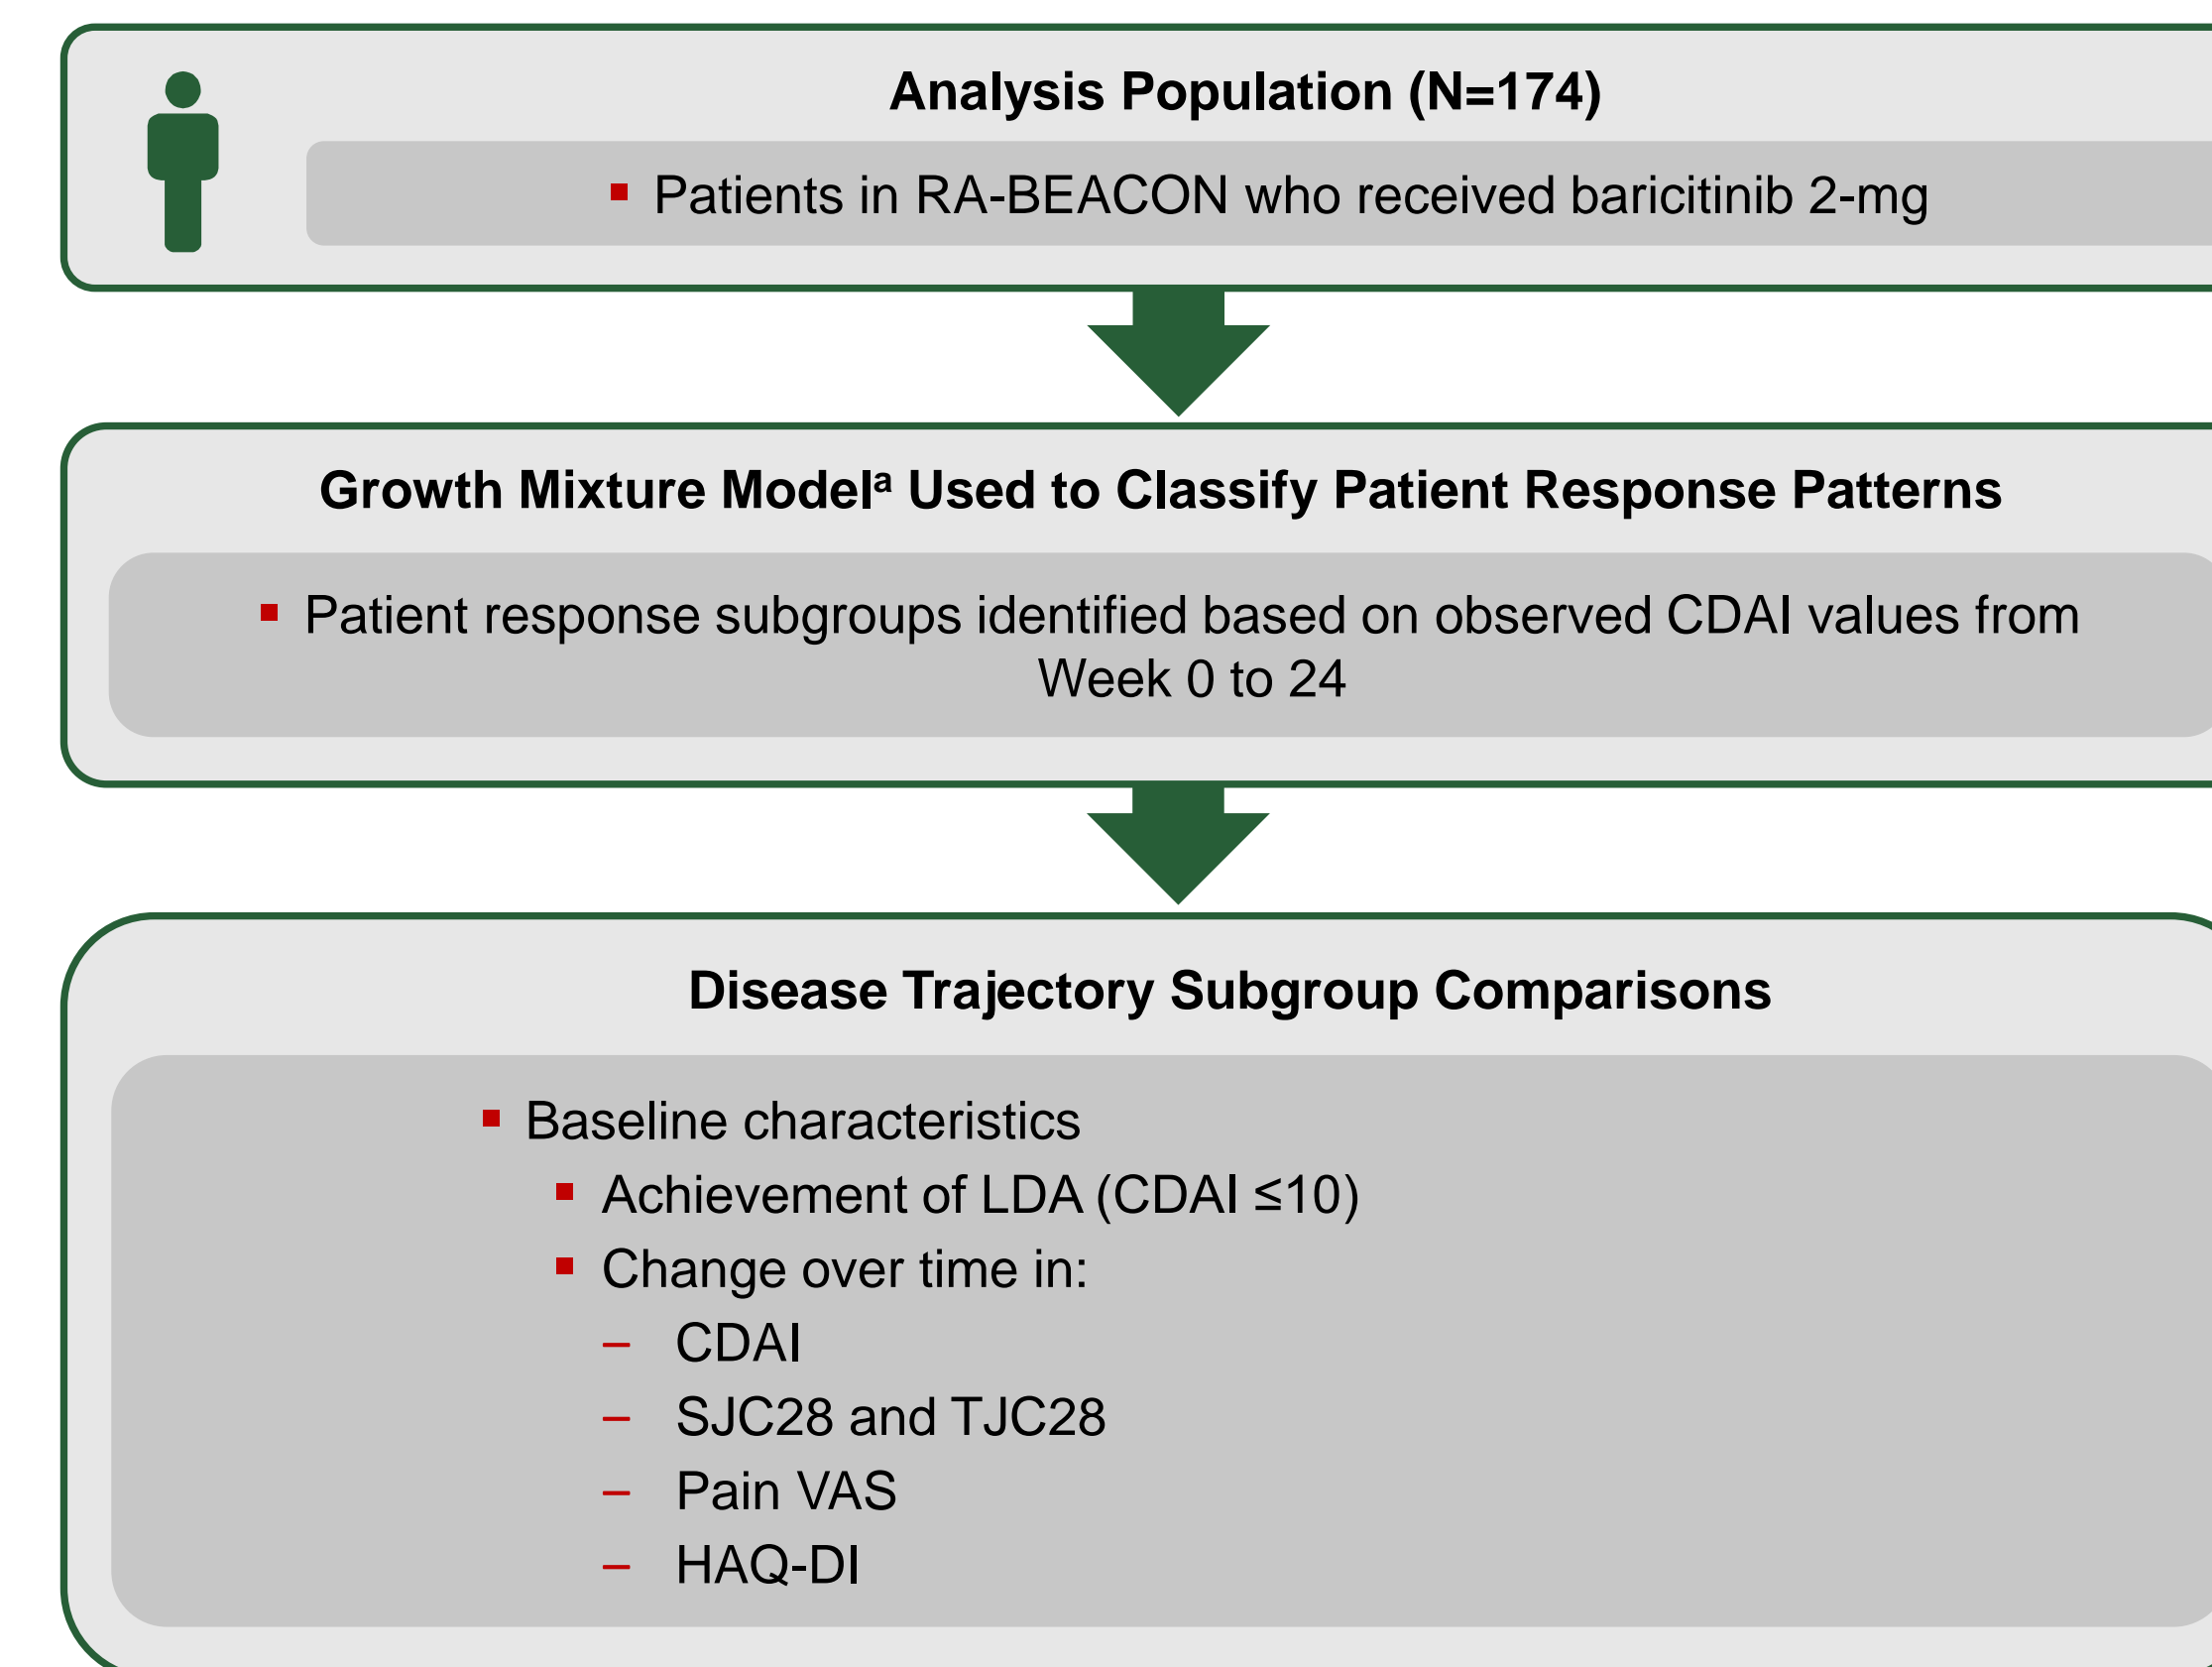 Analysis Population (N=174)
▪ Patients in RA-BEACON who received baricitinib 2-mg
Growth Mixture Modelᵃ Used to Classify Patient Response Patterns
▪ Patient response subgroups identified based on observed CDAI values from
Week 0 to 24
Disease Trajectory Subgroup Comparisons
▪ Baseline characteristics
▪ Achievement of LDA (CDAI ≤10)
▪ Change over time in:
– CDAI
– SJC28 and TJC28
– Pain VAS
– HAQ-DI